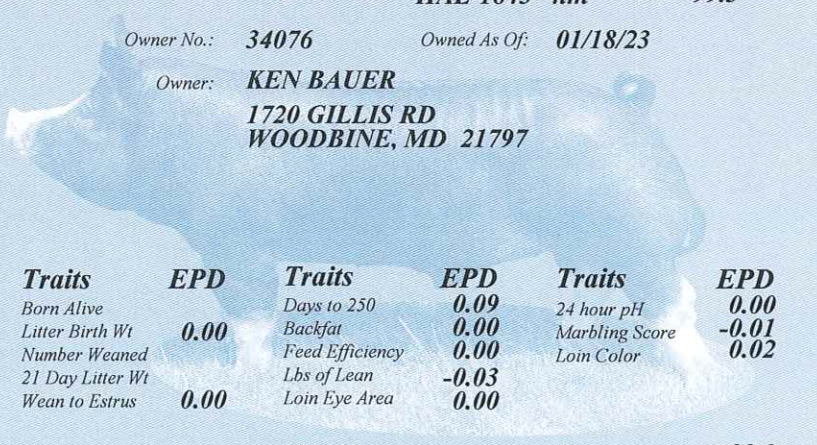 Owner No.: 34076 Owned As Of: 01/18/23
Owner: KEN BAUER
1720 GILLIS RD
WOODBINE, MD 21797
Traits EPD Traits EPD Traits EPD
Born Alive Days to 250 0.09 24 hour pH 0.00
Litter Birth Wt 0.00 Backfat 0.00 Marbling Score -0.01
Number Weaned Feed Efficiency 0.00 Loin Color 0.02
21 Day Litter Wt Lbs of Lean -0.03
Wean to Estrus 0.00 Loin Eye Area 0.00